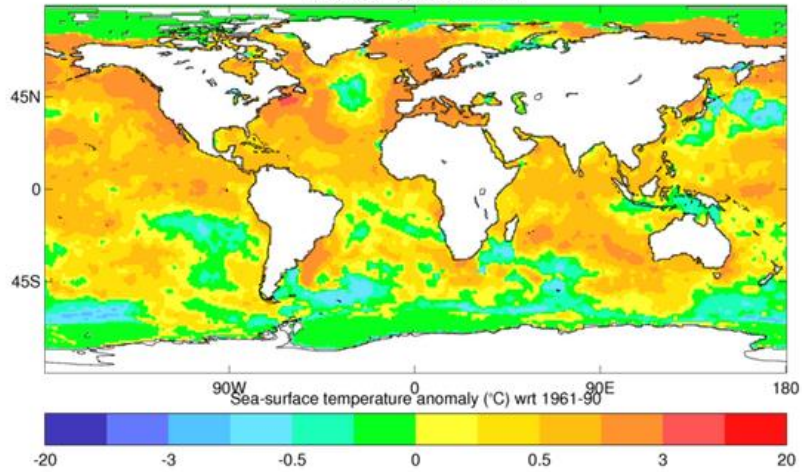 45N
0
45S
90W 0 90E 180
Sea-surface temperature anomaly (°C) wrt 1961-90
-20 -3 -0.5 0 0.5 3 20